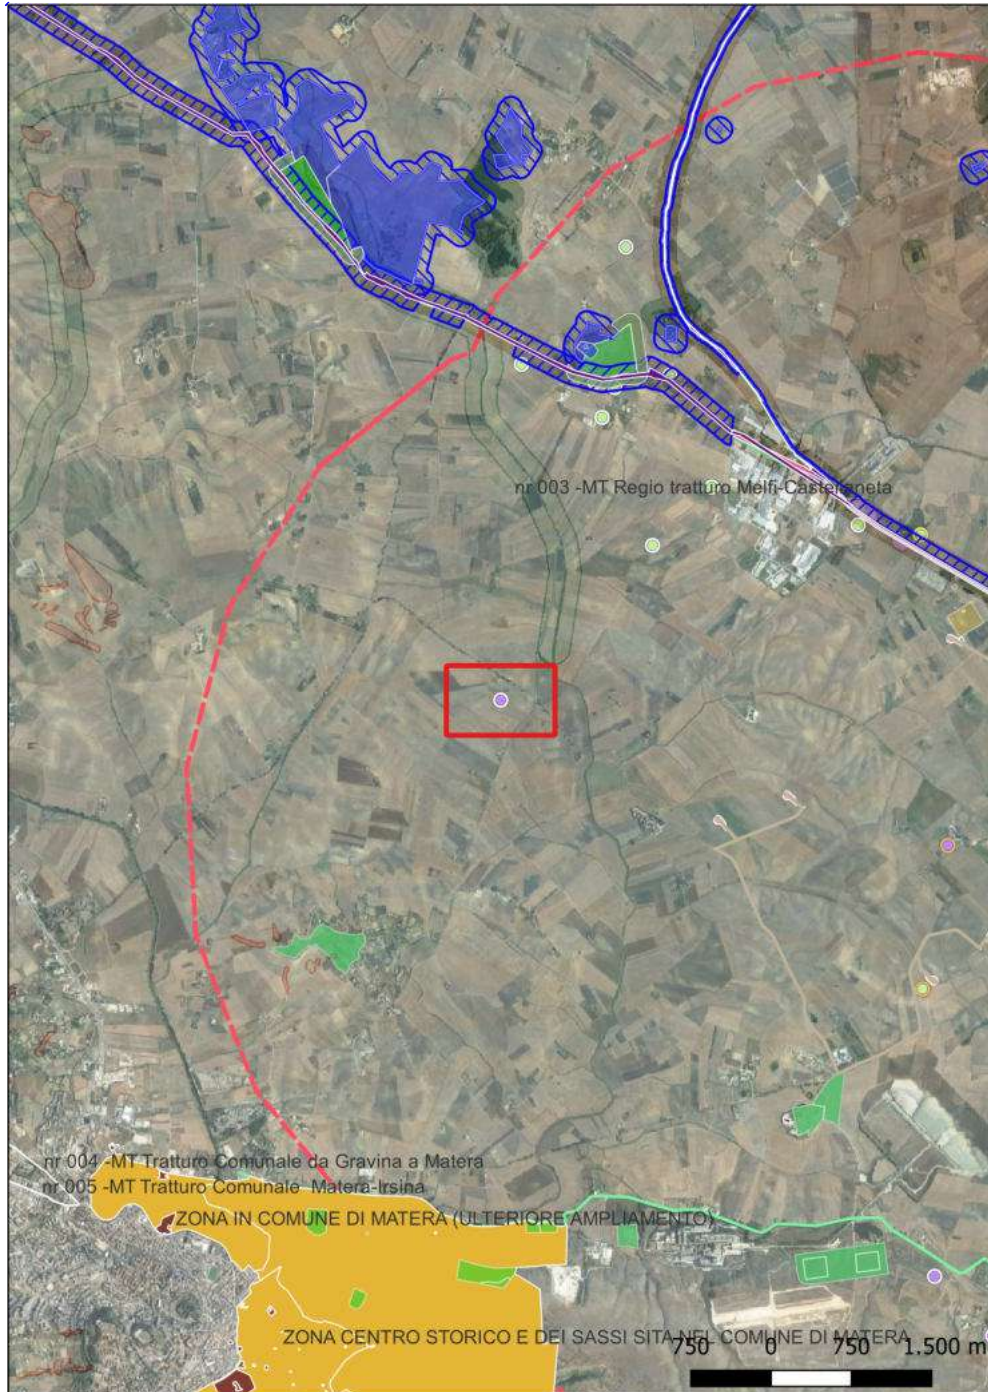 nr 003 -MT Regio tratturo Melfi-Castellaneta
nr 004 -MT Tratturo Comunale da Gravina a Matera
nr 005 -MT Tratturo Comunale Matera-Irsina
ZONA IN COMUNE DI MATERA (ULTERIORE AMPLIAMENTO)
ZONA CENTRO STORICO E DEI SASSI SITA NEL COMUNE DI MATERA
750 0 750 1.500 m